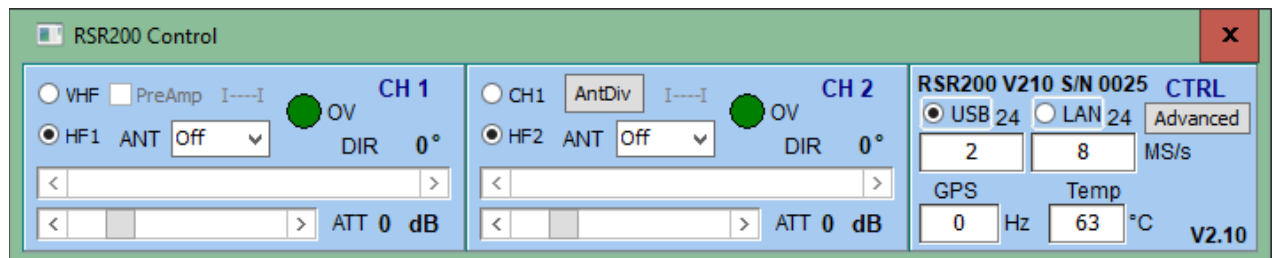 RSR200 Control x
VHF PreAmp I----I OV CH 1
HF1 ANT Off DIR 0°
ATT 0 dB
CH1 AntDiv I----I OV CH 2
HF2 ANT Off DIR 0°
ATT 0 dB
RSR200 V210 S/N 0025 CTRL
USB 24 LAN 24 Advanced
2 8 MS/s
GPS Temp
0 Hz 63 °C V2.10